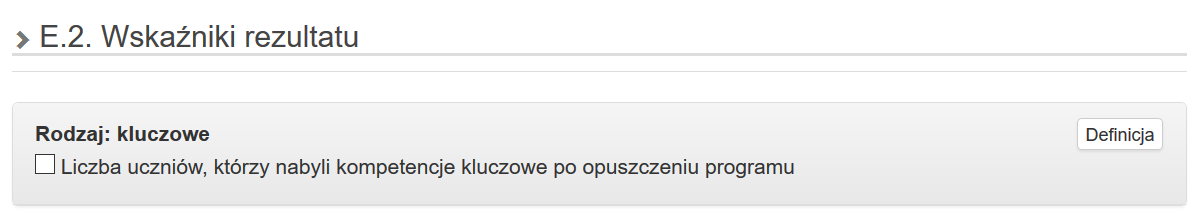 E.2. Wskaźniki rezultatu
Rodzaj: kluczowe
Definicja
Liczba uczniów, którzy nabyli kompetencje kluczowe po opuszczeniu programu